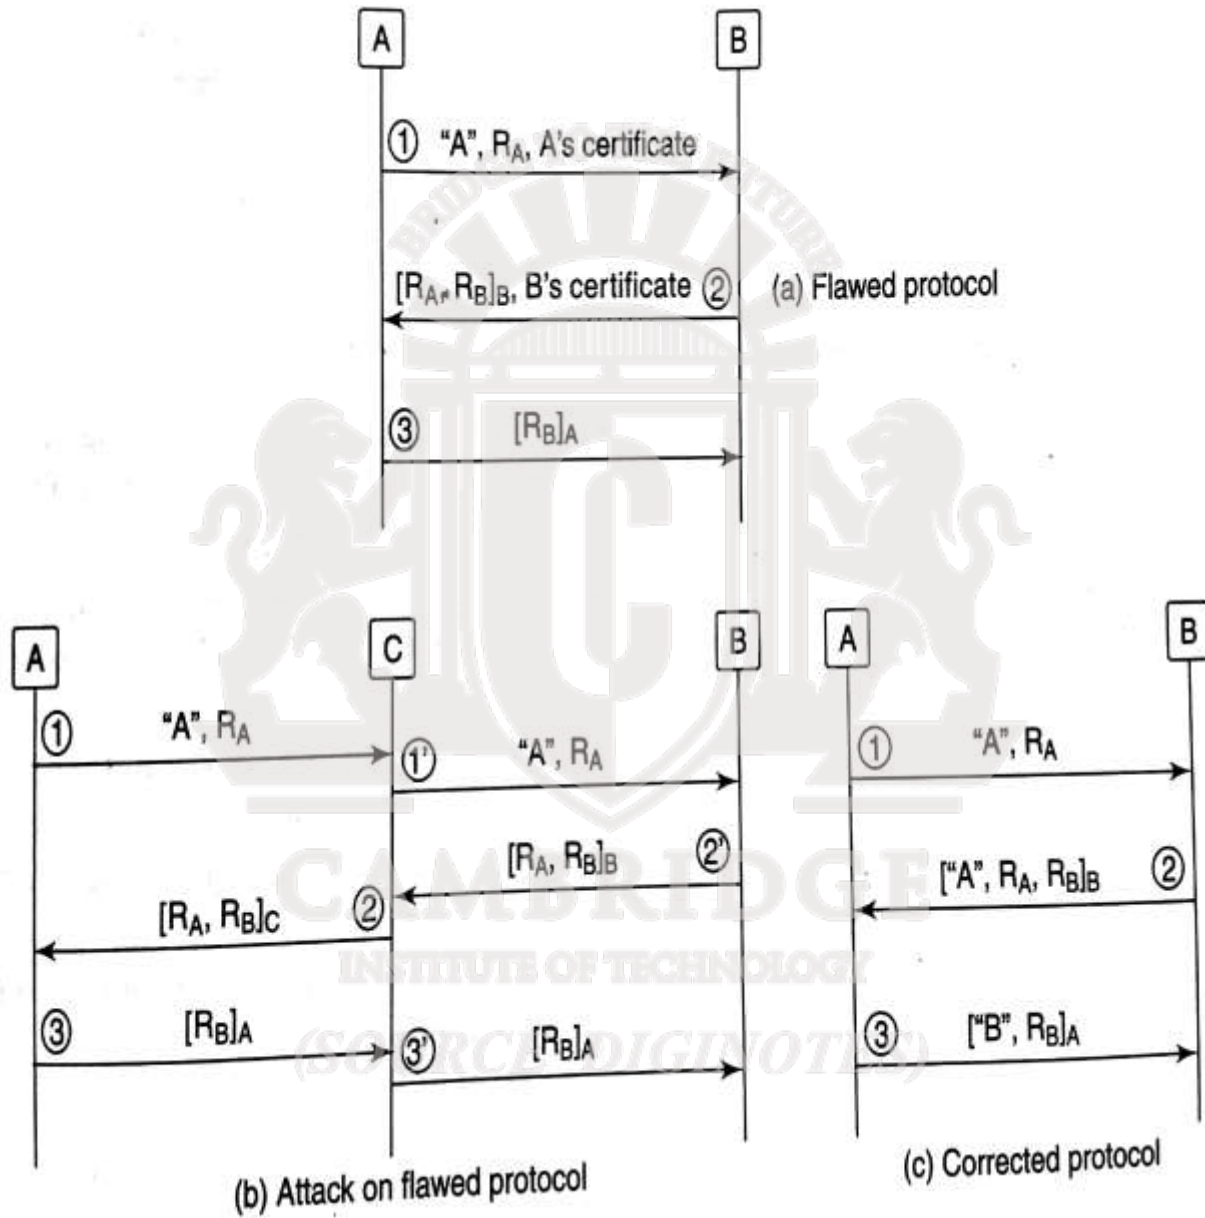 A
B
① “A”, R_A, A's certificate
[R_A, R_B]_B, B's certificate ②
(a) Flawed protocol
③ [R_B]_A
A
C
B
① “A”, R_A
①' “A”, R_A
[R_A, R_B]_B ②'
[R_A, R_B]_C ②
③ [R_B]_A
③' [R_B]_A
(b) Attack on flawed protocol
A
B
① “A”, R_A
[“A”, R_A, R_B]_B ②
③ [“B”, R_B]_A
(c) Corrected protocol
CAMBRIDGE
INSTITUTE OF TECHNOLOGY
(SOURCE DIGINOTES)